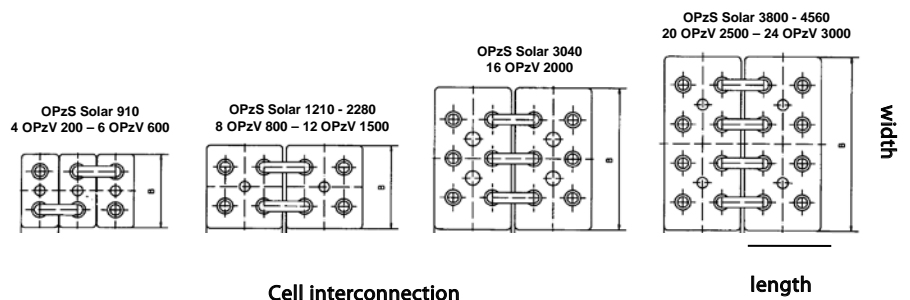 OPzS Solar 910
4 OPzV 200 – 6 OPzV 600
OPzS Solar 1210 - 2280
8 OPzV 800 – 12 OPzV 1500
OPzS Solar 3040
16 OPzV 2000
OPzS Solar 3800 - 4560
20 OPzV 2500 – 24 OPzV 3000
B
B
B
B
width
length
Cell interconnection